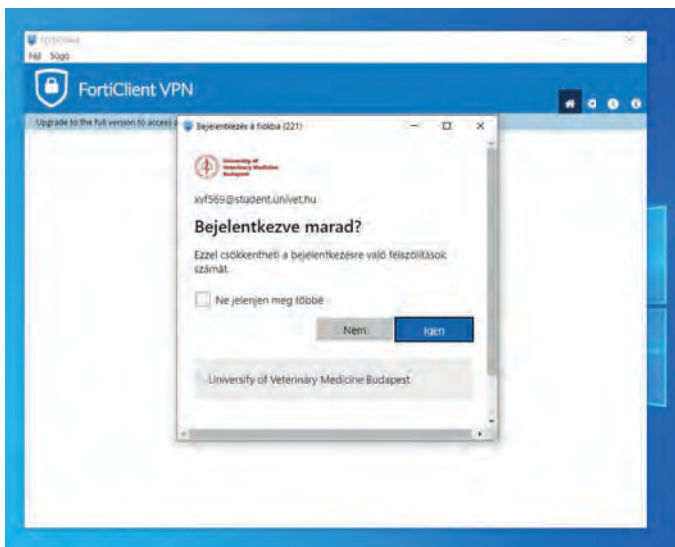 FortiClient
Fájl Súgó
FortiClient VPN
Upgrade to the full version to access a
Bejelentkezés a fiókba (221)
University of
Veterinary Medicine
Budapest
xvf569@student.univet.hu
Bejelentkezve marad?
Ezzel csökkentheti a bejelentkezésre való felszólítások
számát.
Ne jelenjen meg többé
Nem
Igen
University of Veterinary Medicine Budapest